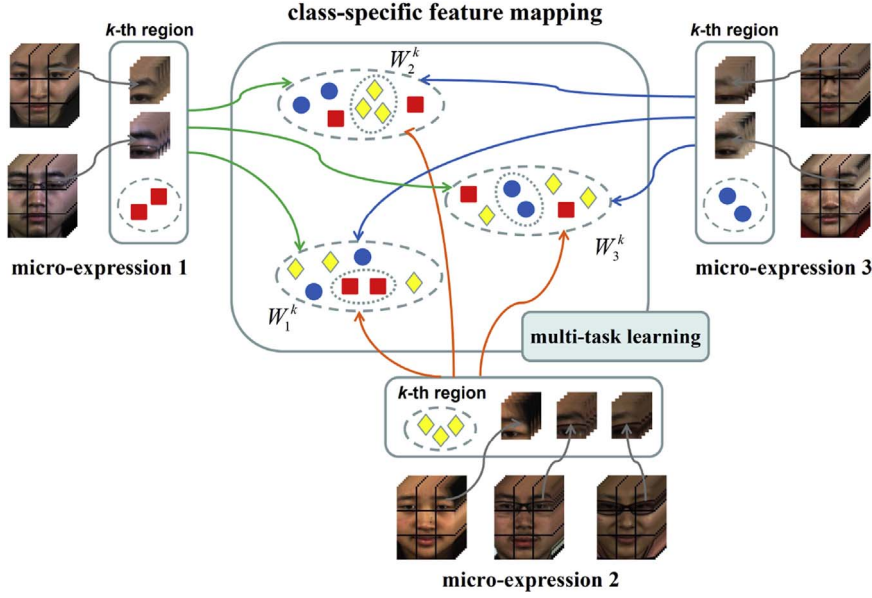 class-specific feature mapping
k-th region
k-th region
W₂ᵏ
W₃ᵏ
micro-expression 1
micro-expression 3
W₁ᵏ
multi-task learning
k-th region
micro-expression 2